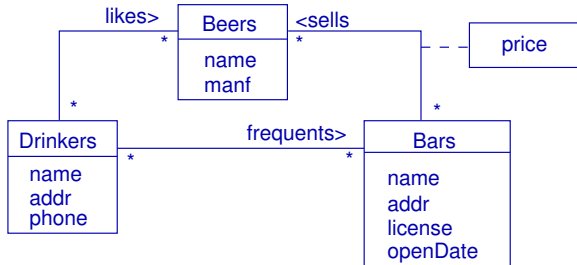 likes>
Beers
<sells
*
*
name
manf
price
*
*
Drinkers
frequents>
Bars
*
*
name
addr
phone
name
addr
license
openDate